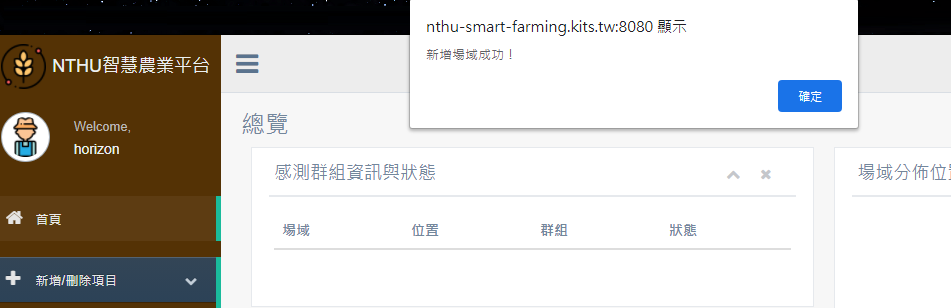 nthu-smart-farming.kits.tw:8080 顯示
新增場域成功！
確定
NTHU智慧農業平台
Welcome,
horizon
首頁
新增/刪除項目
總覽
感測群組資訊與狀態
場域 位置 群組 狀態
場域分佈位